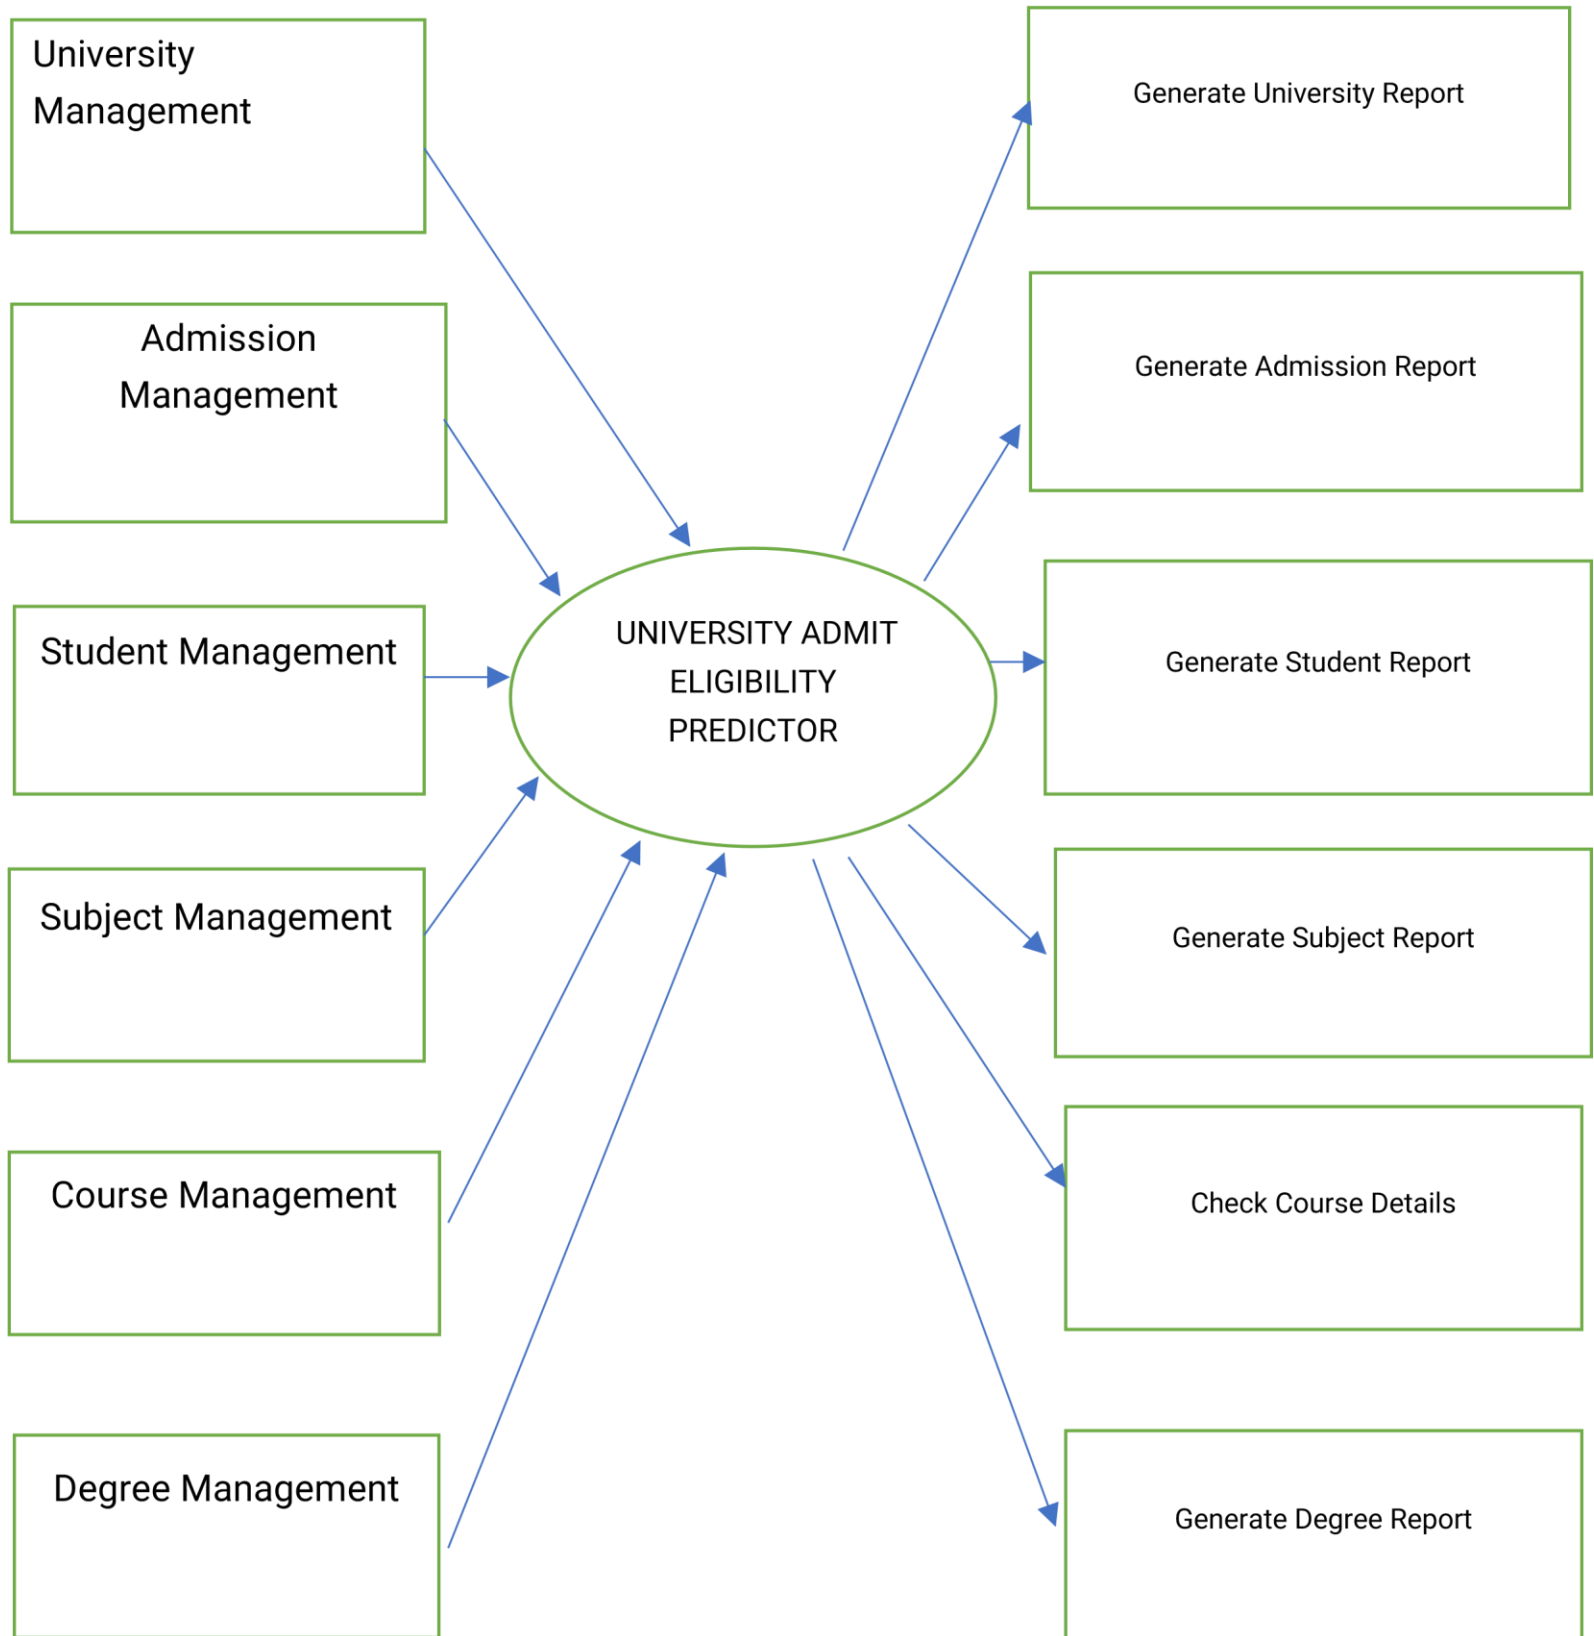 University
Management
Admission
Management
Student Management
Subject Management
Course Management
Degree Management
UNIVERSITY ADMIT
ELIGIBILITY
PREDICTOR
Generate University Report
Generate Admission Report
Generate Student Report
Generate Subject Report
Check Course Details
Generate Degree Report